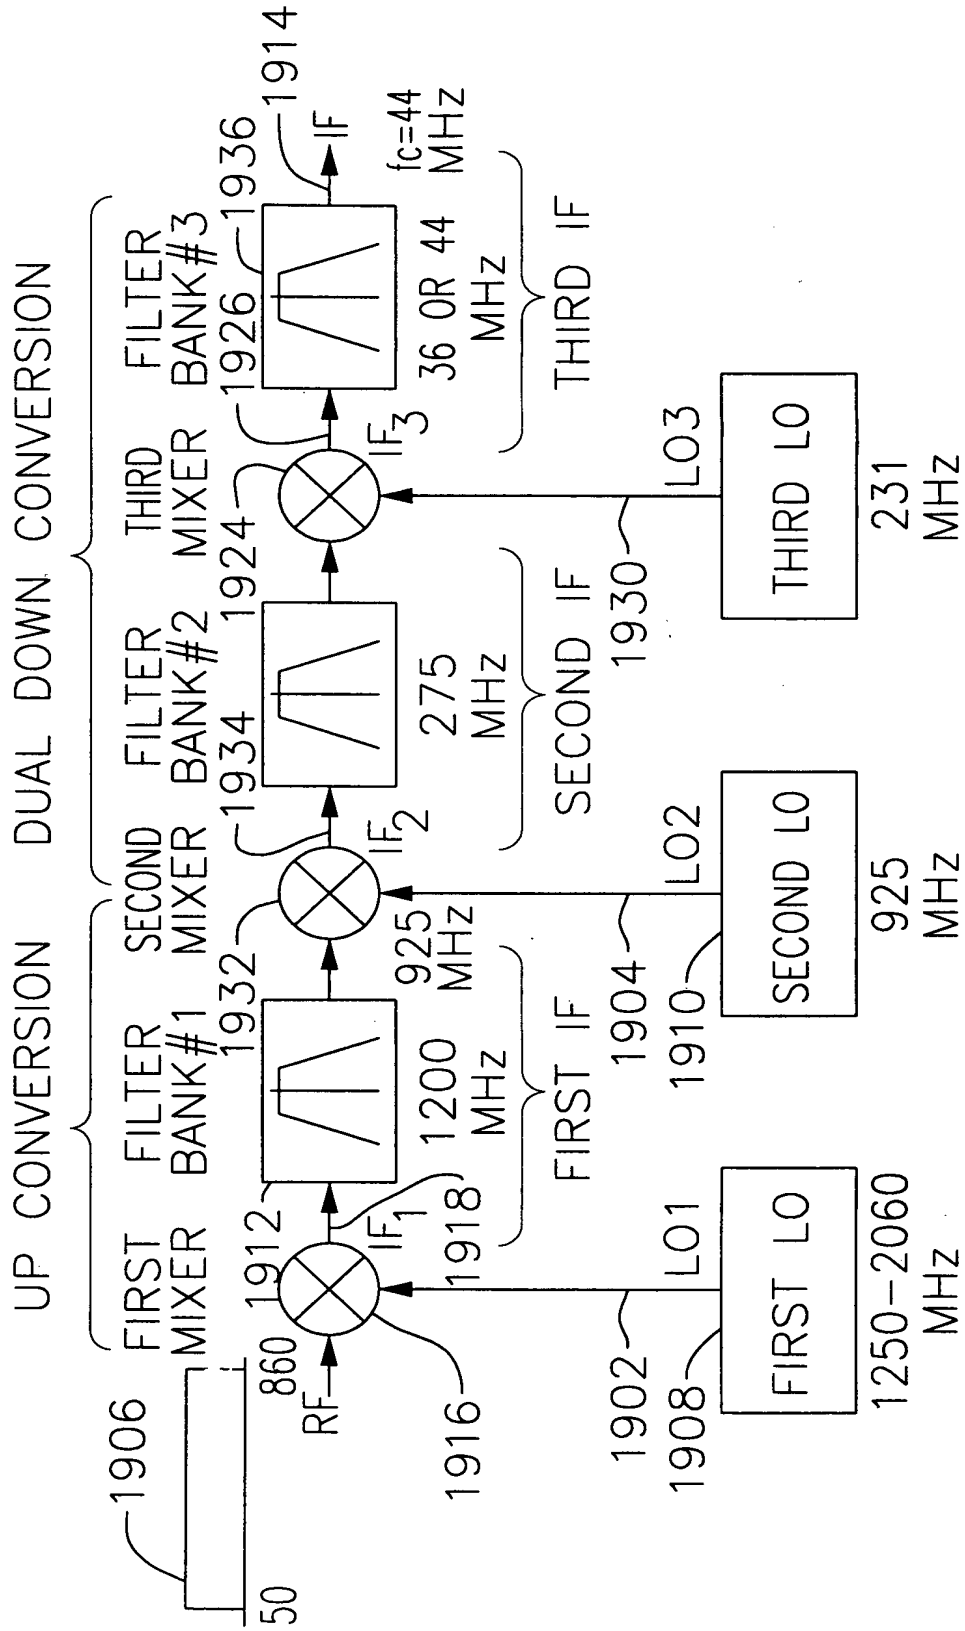 UP CONVERSION
DUAL DOWN CONVERSION
FIRST
MIXER
FILTER
BANK#1
SECOND
MIXER
FILTER
BANK#2
THIRD
MIXER
FILTER
BANK#3
1906
50
860
RF
1916
1912
IF1
1918
1200
MHz
FIRST IF
1932
925
MHz
1934
IF2
275
MHz
SECOND IF
1924
1926
IF3
1936
36 OR 44
MHz
THIRD IF
1914
IF
fc=44
MHz
1902
LO1
1908
FIRST LO
1250-2060
MHz
1904
LO2
1910
SECOND LO
925
MHz
1930
LO3
THIRD LO
231
MHz